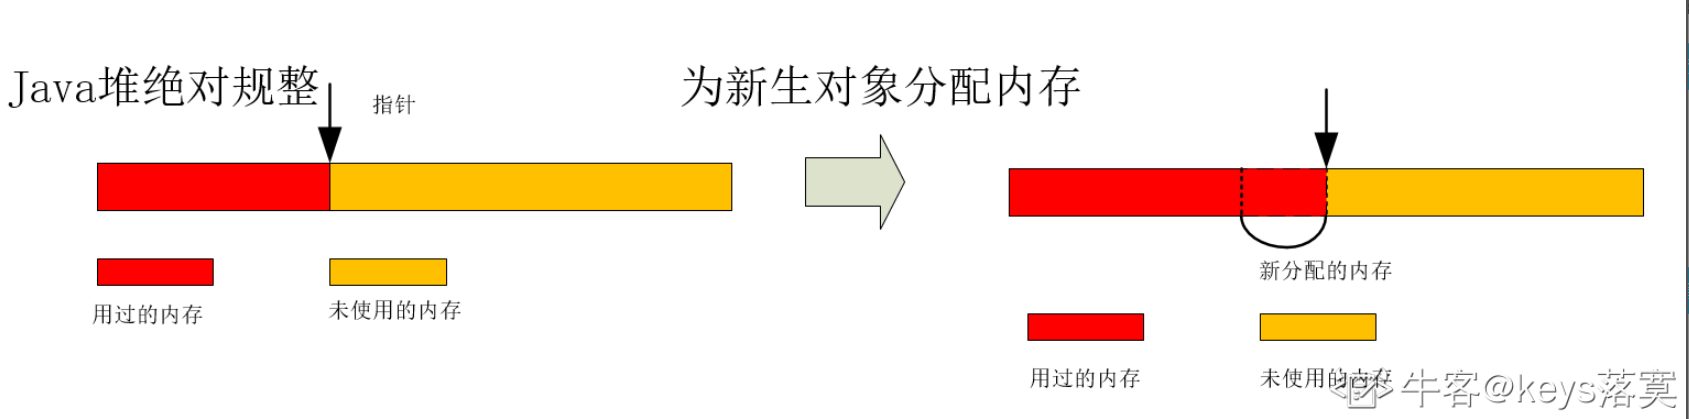 Java堆绝对规整
指针
为新生对象分配内存
用过的内存
未使用的内存
新分配的内存
用过的内存
未使用的内存
牛客@keys落寞